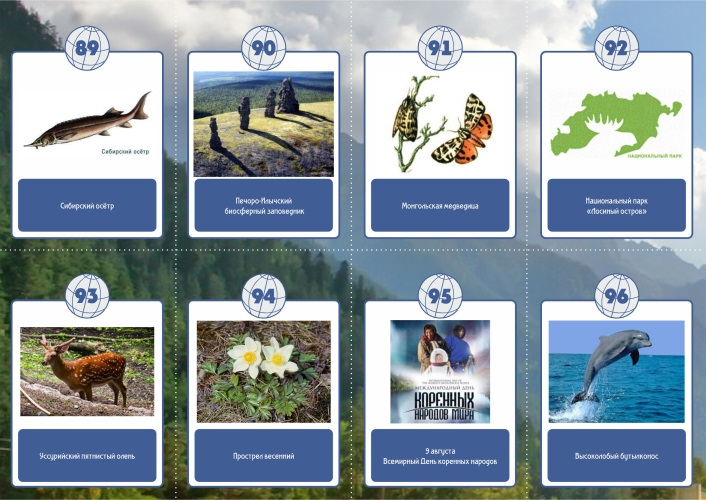 89
Сибирский осётр
Сибирский осётр
90
Печоро-Илычский
биосферный заповедник
91
Монгольская медведица
92
НАЦИОНАЛЬНЫЙ ПАРК
Национальный парк
«Лосиный остров»
93
Уссурийский пятнистый олень
94
Прострел весенний
95
МЕЖДУНАРОДНЫЙ ДЕНЬ
КОРЕННЫХ
НАРОДОВ МИРА
9 августа
Всемирный День коренных народов
96
Высоколобый бутылконос